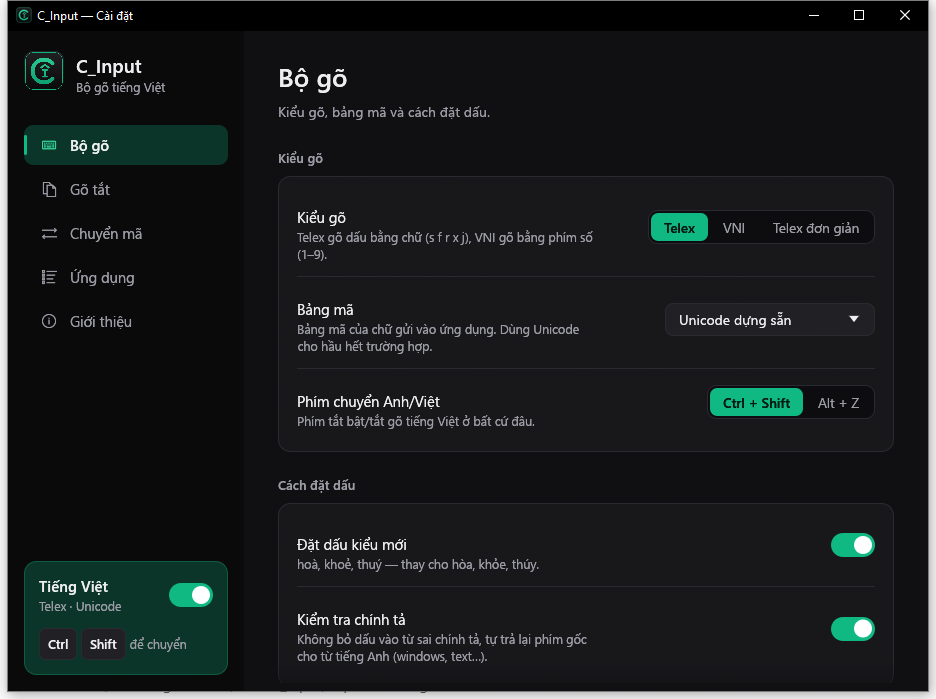 C_Input — Cài đặt
C_Input
Bộ gõ tiếng Việt
Bộ gõ
Gõ tắt
Chuyển mã
Ứng dụng
Giới thiệu
Tiếng Việt
Telex · Unicode
Ctrl Shift để chuyển
Bộ gõ
Kiểu gõ, bảng mã và cách đặt dấu.
Kiểu gõ
Kiểu gõ
Telex gõ dấu bằng chữ (s f r x j), VNI gõ bằng phím số
(1–9).
Telex VNI Telex đơn giản
Bảng mã
Bảng mã của chữ gửi vào ứng dụng. Dùng Unicode
cho hầu hết trường hợp.
Unicode dựng sẵn
Phím chuyển Anh/Việt
Phím tắt bật/tắt gõ tiếng Việt ở bất cứ đâu.
Ctrl + Shift Alt + Z
Cách đặt dấu
Đặt dấu kiểu mới
hoà, khoẻ, thuý — thay cho hòa, khỏe, thúy.
Kiểm tra chính tả
Không bỏ dấu vào từ sai chính tả, tự trả lại phím gốc
cho từ tiếng Anh (windows, text...).